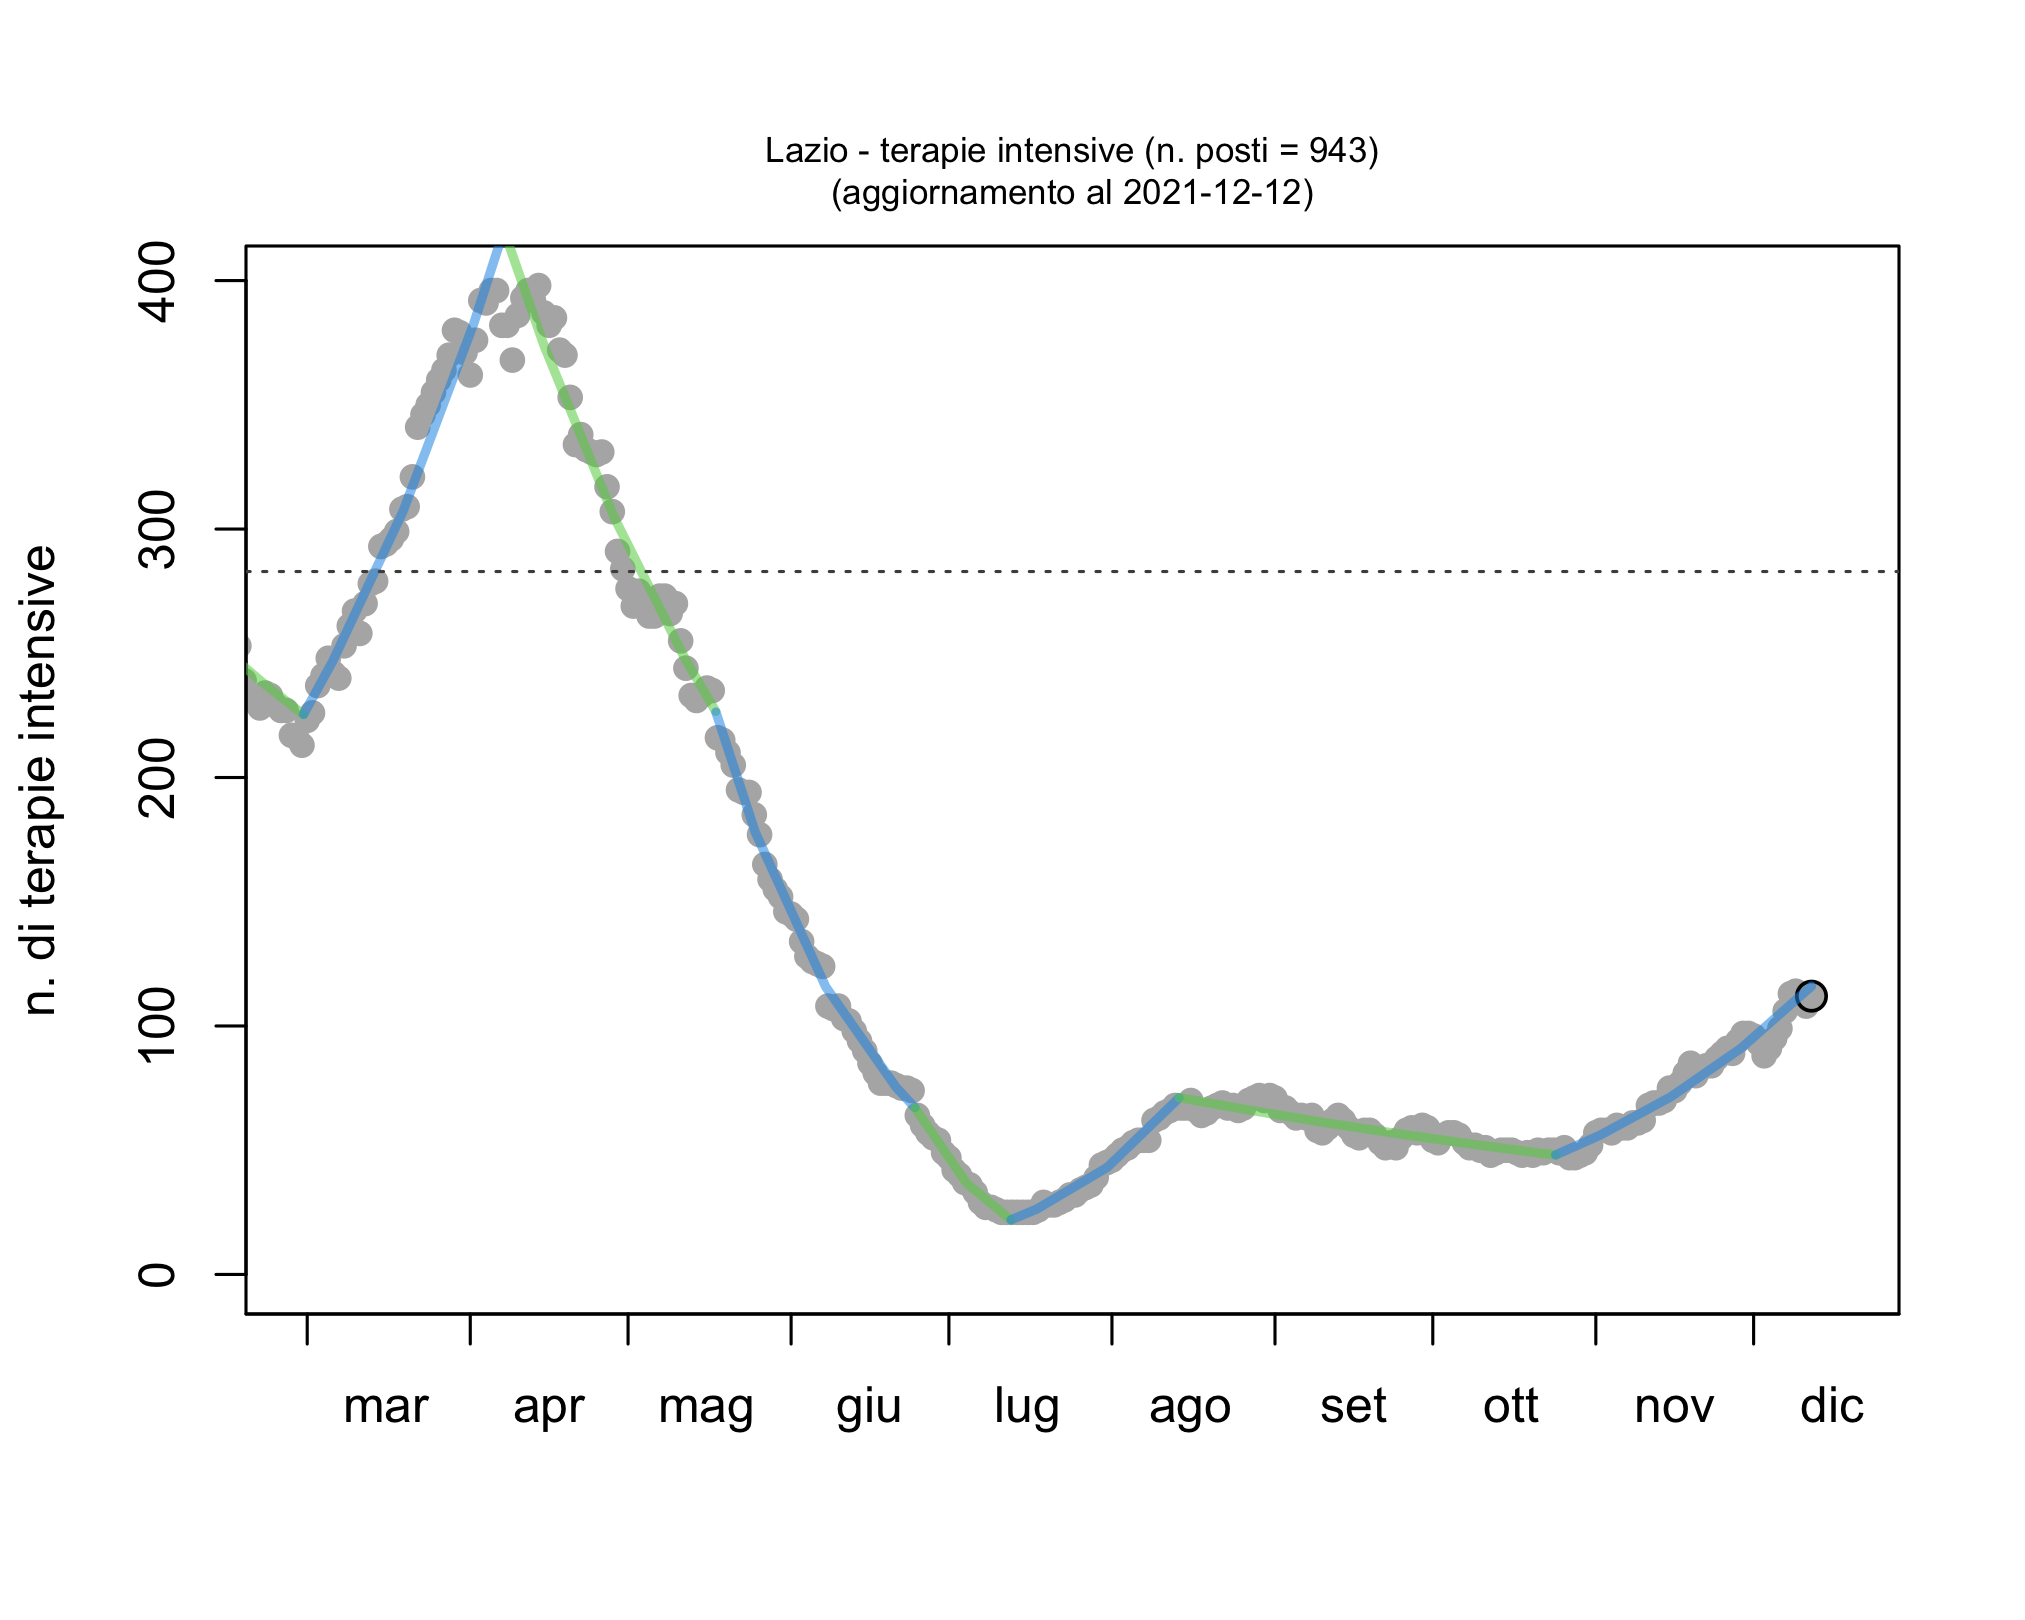 Lazio - terapie intensive (n. posti = 943)
(aggiornamento al 2021-12-12)
n. di terapie intensive
400
300
200
100
0
mar apr mag giu lug ago set ott nov dic